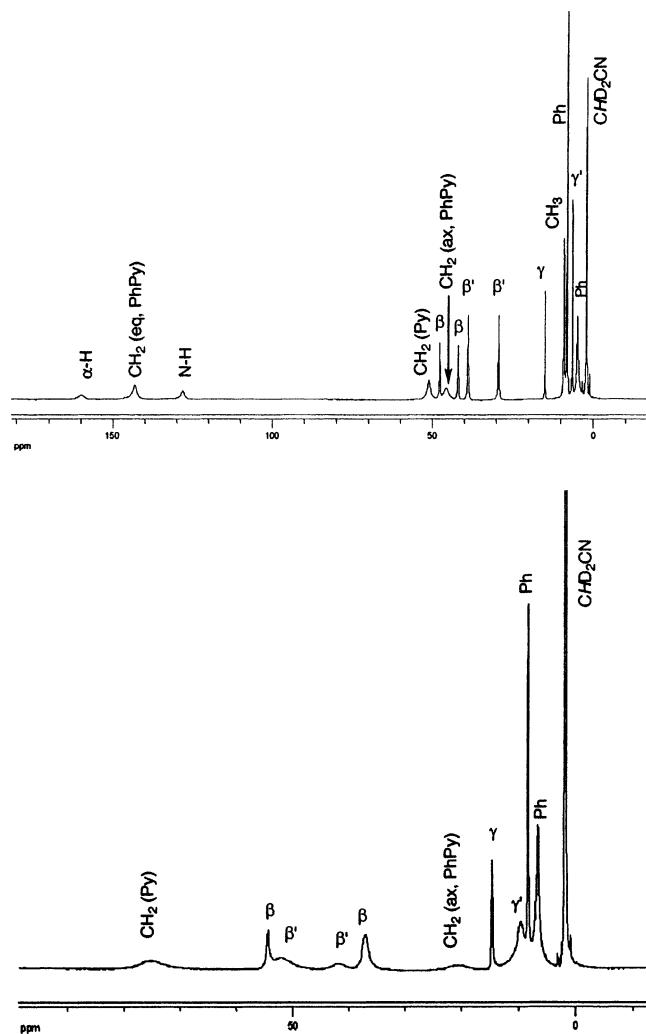 α-H
CH₂ (eq, PhPy)
N-H
CH₂ (Py)
β
CH₂ (ax, PhPy)
β
β'
β'
γ
CH₃
Ph
γ'
Ph
CHD₂CN
150
100
50
0
ppm
CH₂ (Py)
β
β'
β'
β
CH₂ (ax, PhPy)
γ
γ'
Ph
Ph
CHD₂CN
50
0
ppm